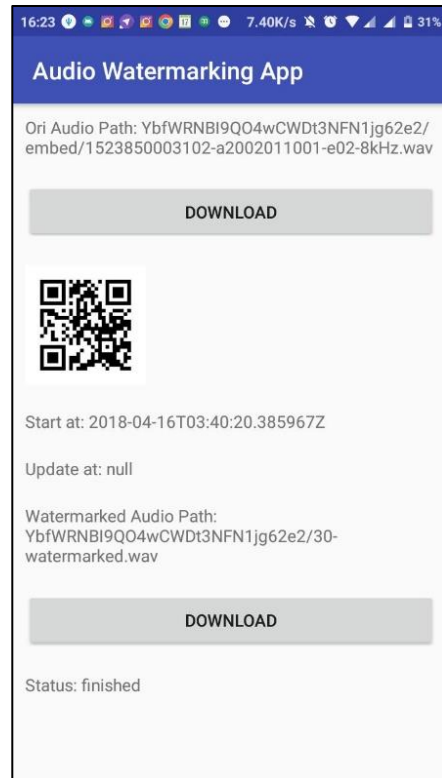 16:23 7.40K/s 31%
Audio Watermarking App
Ori Audio Path: YbfWRNBI9QO4wCWDt3NFN1jg62e2/
embed/1523850003102-a2002011001-e02-8kHz.wav
DOWNLOAD
Start at: 2018-04-16T03:40:20.385967Z
Update at: null
Watermarked Audio Path:
YbfWRNBI9QO4wCWDt3NFN1jg62e2/30-
watermarked.wav
DOWNLOAD
Status: finished